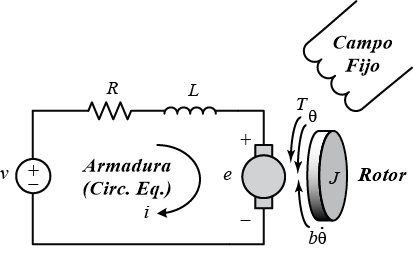 Campo
Fijo
R
L
T
θ
v
+
−
Armadura
(Circ. Eq.)
i
+
e
−
J
Rotor
bθ̇